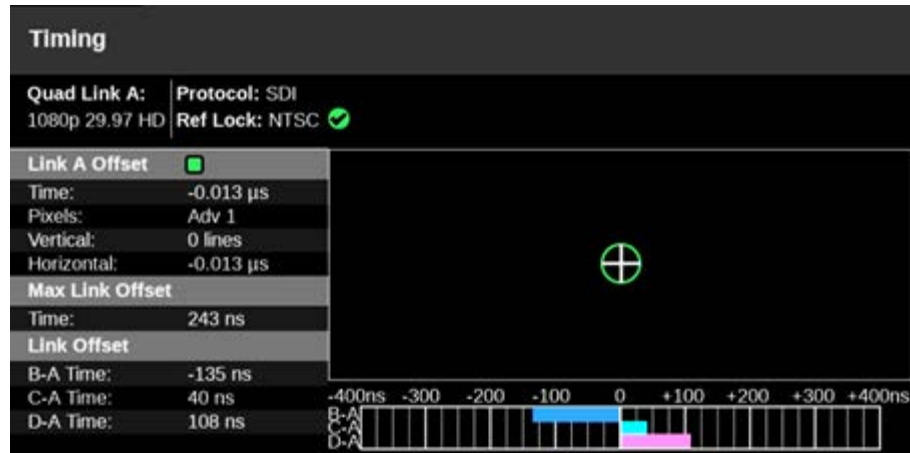 Timing
Quad Link A: Protocol: SDI
1080p 29.97 HD Ref Lock: NTSC
Link A Offset
Time: -0.013 µs
Pixels: Adv 1
Vertical: 0 lines
Horizontal: -0.013 µs
Max Link Offset
Time: 243 ns
Link Offset
B-A Time: -135 ns
C-A Time: 40 ns
D-A Time: 108 ns
-400ns -300 -200 -100 0 +100 +200 +300 +400ns
B-A
C-A
D-A